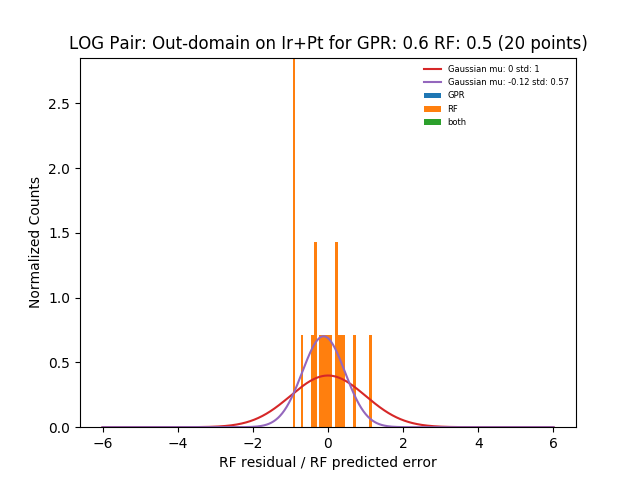 LOG Pair: Out-domain on Ir+Pt for GPR: 0.6 RF: 0.5 (20 points)
Gaussian mu: 0 std: 1
Gaussian mu: -0.12 std: 0.57
GPR
RF
both
Normalized Counts
2.5
2.0
1.5
1.0
0.5
0.0
−6 −4 −2 0 2 4 6
RF residual / RF predicted error